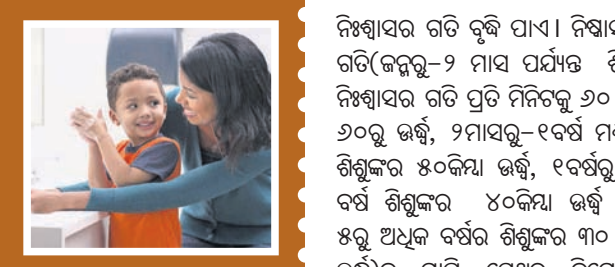 ନିଃଶ୍ୱାସର ଗତି ବୃଦ୍ଧି ପାଏ। ନିଷ୍ପାସ
ଗତି(ଜନ୍ମରୁ–୨ ମାସ ପର୍ଯ୍ୟନ୍ତ
ନିଃଶ୍ୱାସର ଗତି ପ୍ରତି ମିନିଟକୁ ୬୦
୬୦ରୁ ଊର୍ଦ୍ଧ୍ୱ, ୨ମାସରୁ–୧ବର୍ଷ
ଶିଶୁଙ୍କର ୫୦କିମ୍ବା ଊର୍ଦ୍ଧ୍ୱ, ୧ବର୍ଷରୁ
ବର୍ଷ ଶିଶୁଙ୍କର ୪୦କିମ୍ବା ଊର୍ଦ୍ଧ୍ୱ
୫ରୁ ଅଧିକ ବର୍ଷର ଶିଶୁଙ୍କର ୩୦